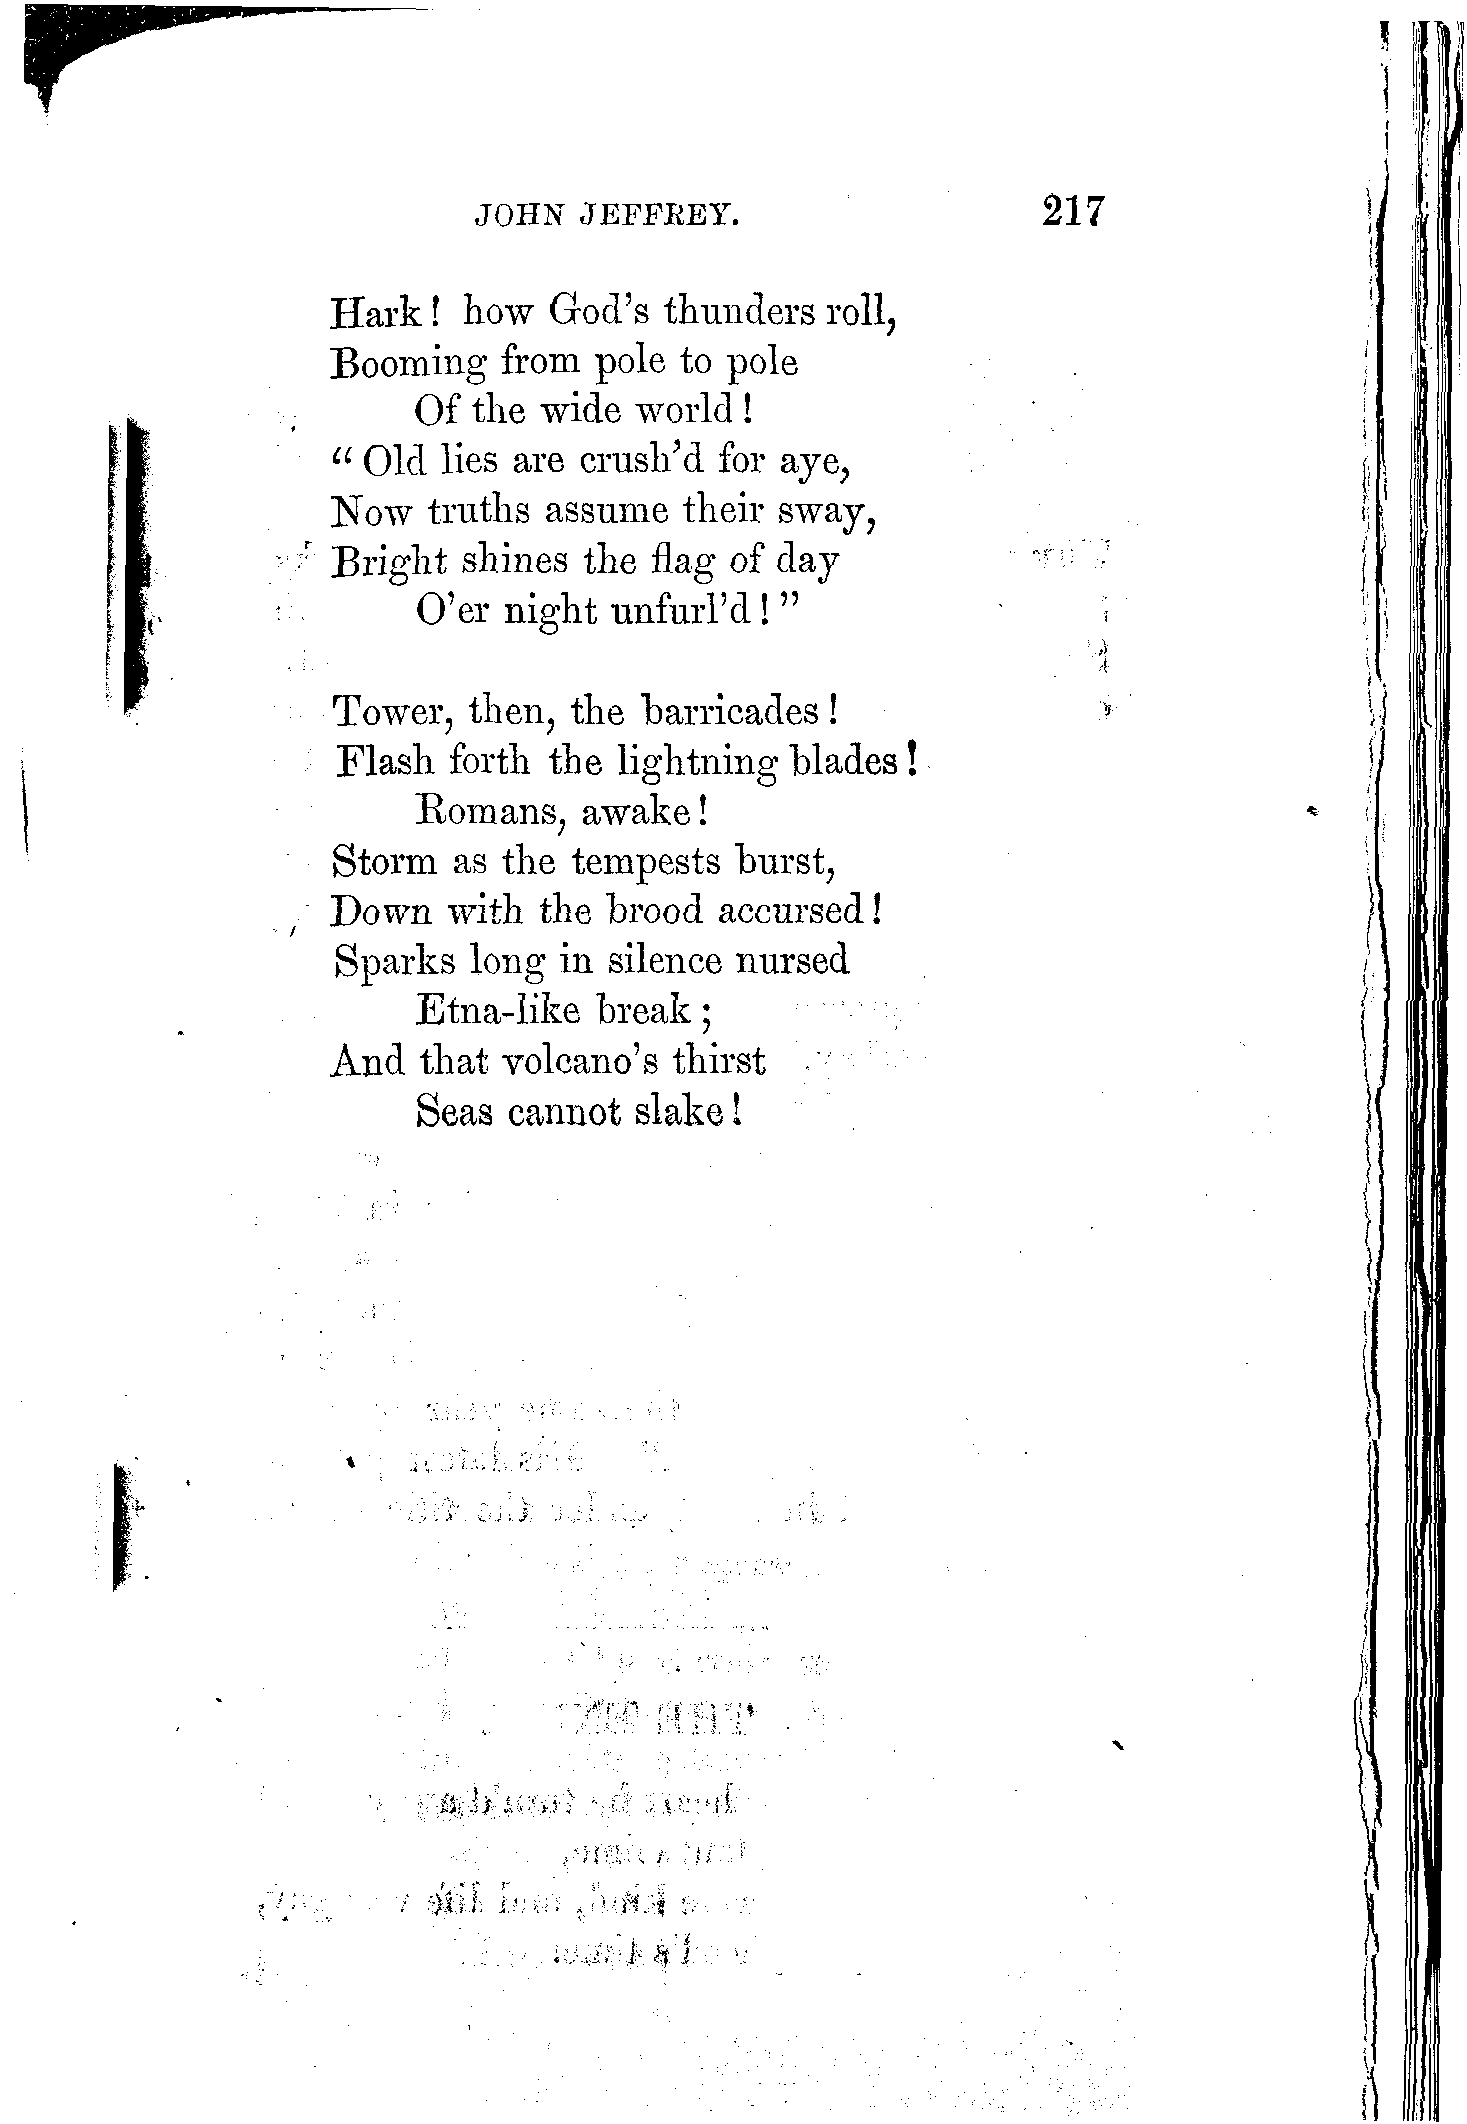 JOHN JEFFREY. 217
Hark! how God's thunders roll,
Booming from pole to pole
Of the wide world!
"Old lies are crush'd for aye,
Now truths assume their sway,
Bright shines the flag of day
O'er night unfurl'd!"
Tower, then, the barricades!
Flash forth the lightning blades!
Romans, awake!
Storm as the tempests burst,
Down with the brood accursed!
Sparks long in silence nursed
Etna-like break;
And that volcano's thirst
Seas cannot slake!